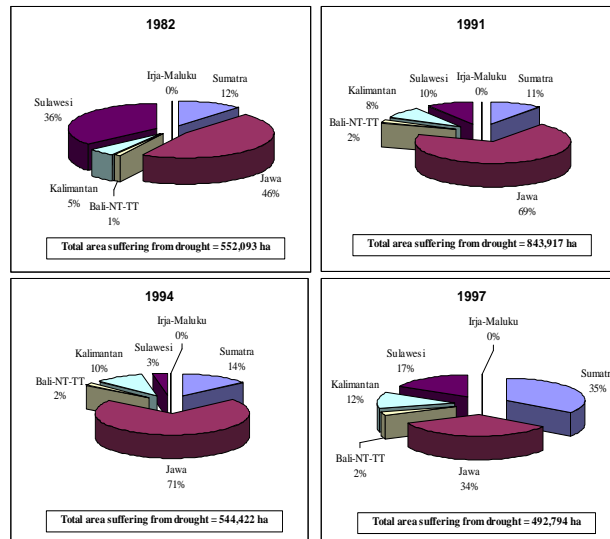 1982
Irja-Maluku
0%
Sumatra
12%
Sulawesi
36%
Kalimantan
5%
Bali-NT-TT
1%
Jawa
46%
Total area suffering from drought = 552,093 ha
1991
Irja-Maluku
0%
Sulawesi
10%
Sumatra
11%
Kalimantan
8%
Bali-NT-TT
2%
Jawa
69%
Total area suffering from drought = 843,917 ha
1994
Irja-Maluku
0%
Sulawesi
3%
Sumatra
14%
Kalimantan
10%
Bali-NT-TT
2%
Jawa
71%
Total area suffering from drought = 544,422 ha
1997
Irja-Maluku
0%
Sulawesi
17%
Sumatra
35%
Kalimantan
12%
Bali-NT-TT
2%
Jawa
34%
Total area suffering from drought = 492,794 ha